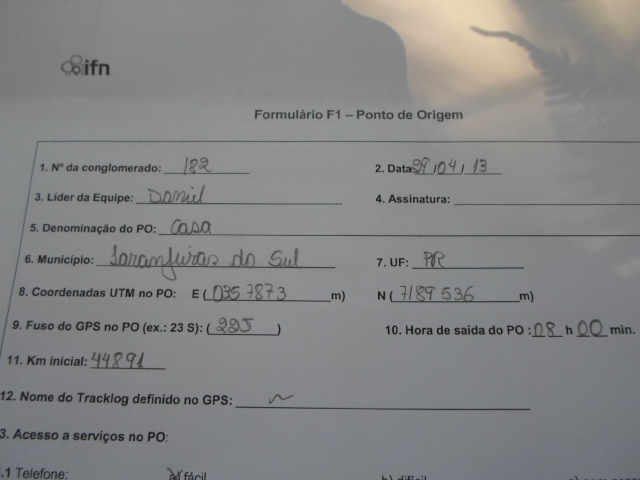 ifn
Formulário F1 – Ponto de Origem
1. Nº da conglomerado: 182 2. Data: 29/04/13
3. Líder da Equipe: Daniel 4. Assinatura:
5. Denominação do PO: Casa
6. Município: Laranjeiras do Sul 7. UF: PR
8. Coordenadas UTM no PO: E (0357873 m) N (7189536 m)
9. Fuso do GPS no PO (ex.: 23 S): (22J) 10. Hora de saída do PO: 08 h 00 min.
11. Km inicial: 44891
12. Nome do Tracklog definido no GPS: ~
3. Acesso a serviços no PO:
.1 Telefone: fácil